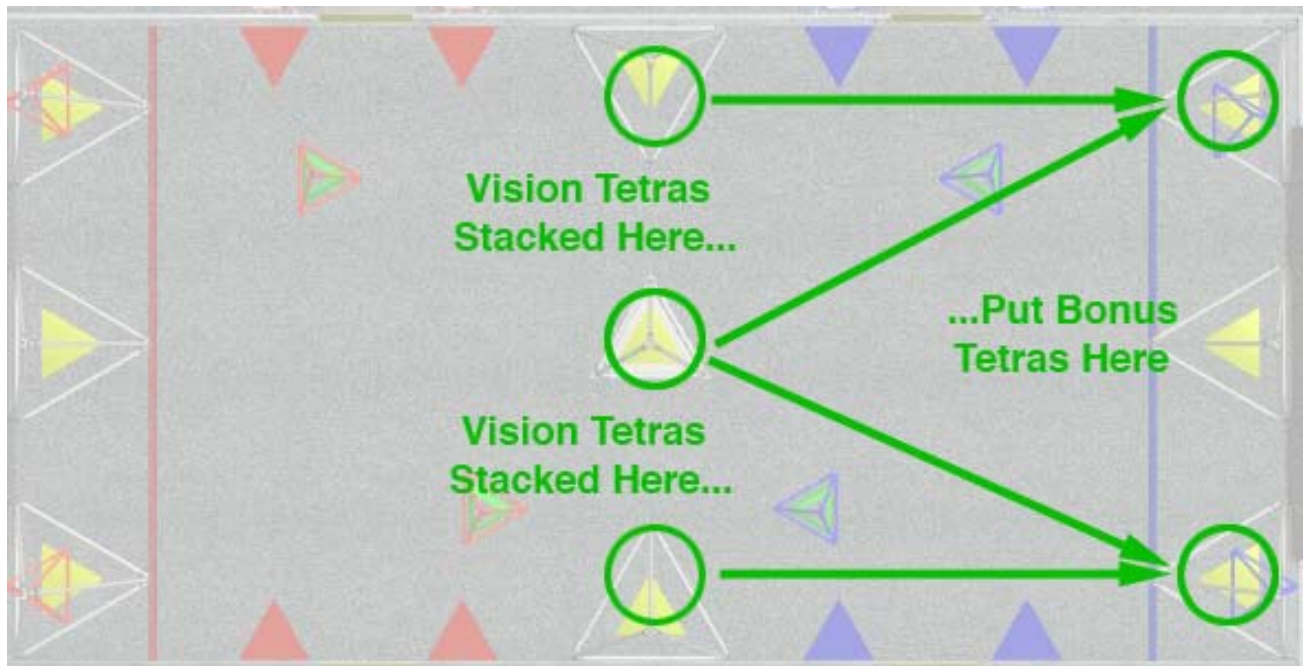 Vision Tetras
Stacked Here...
...Put Bonus
Tetras Here
Vision Tetras
Stacked Here...